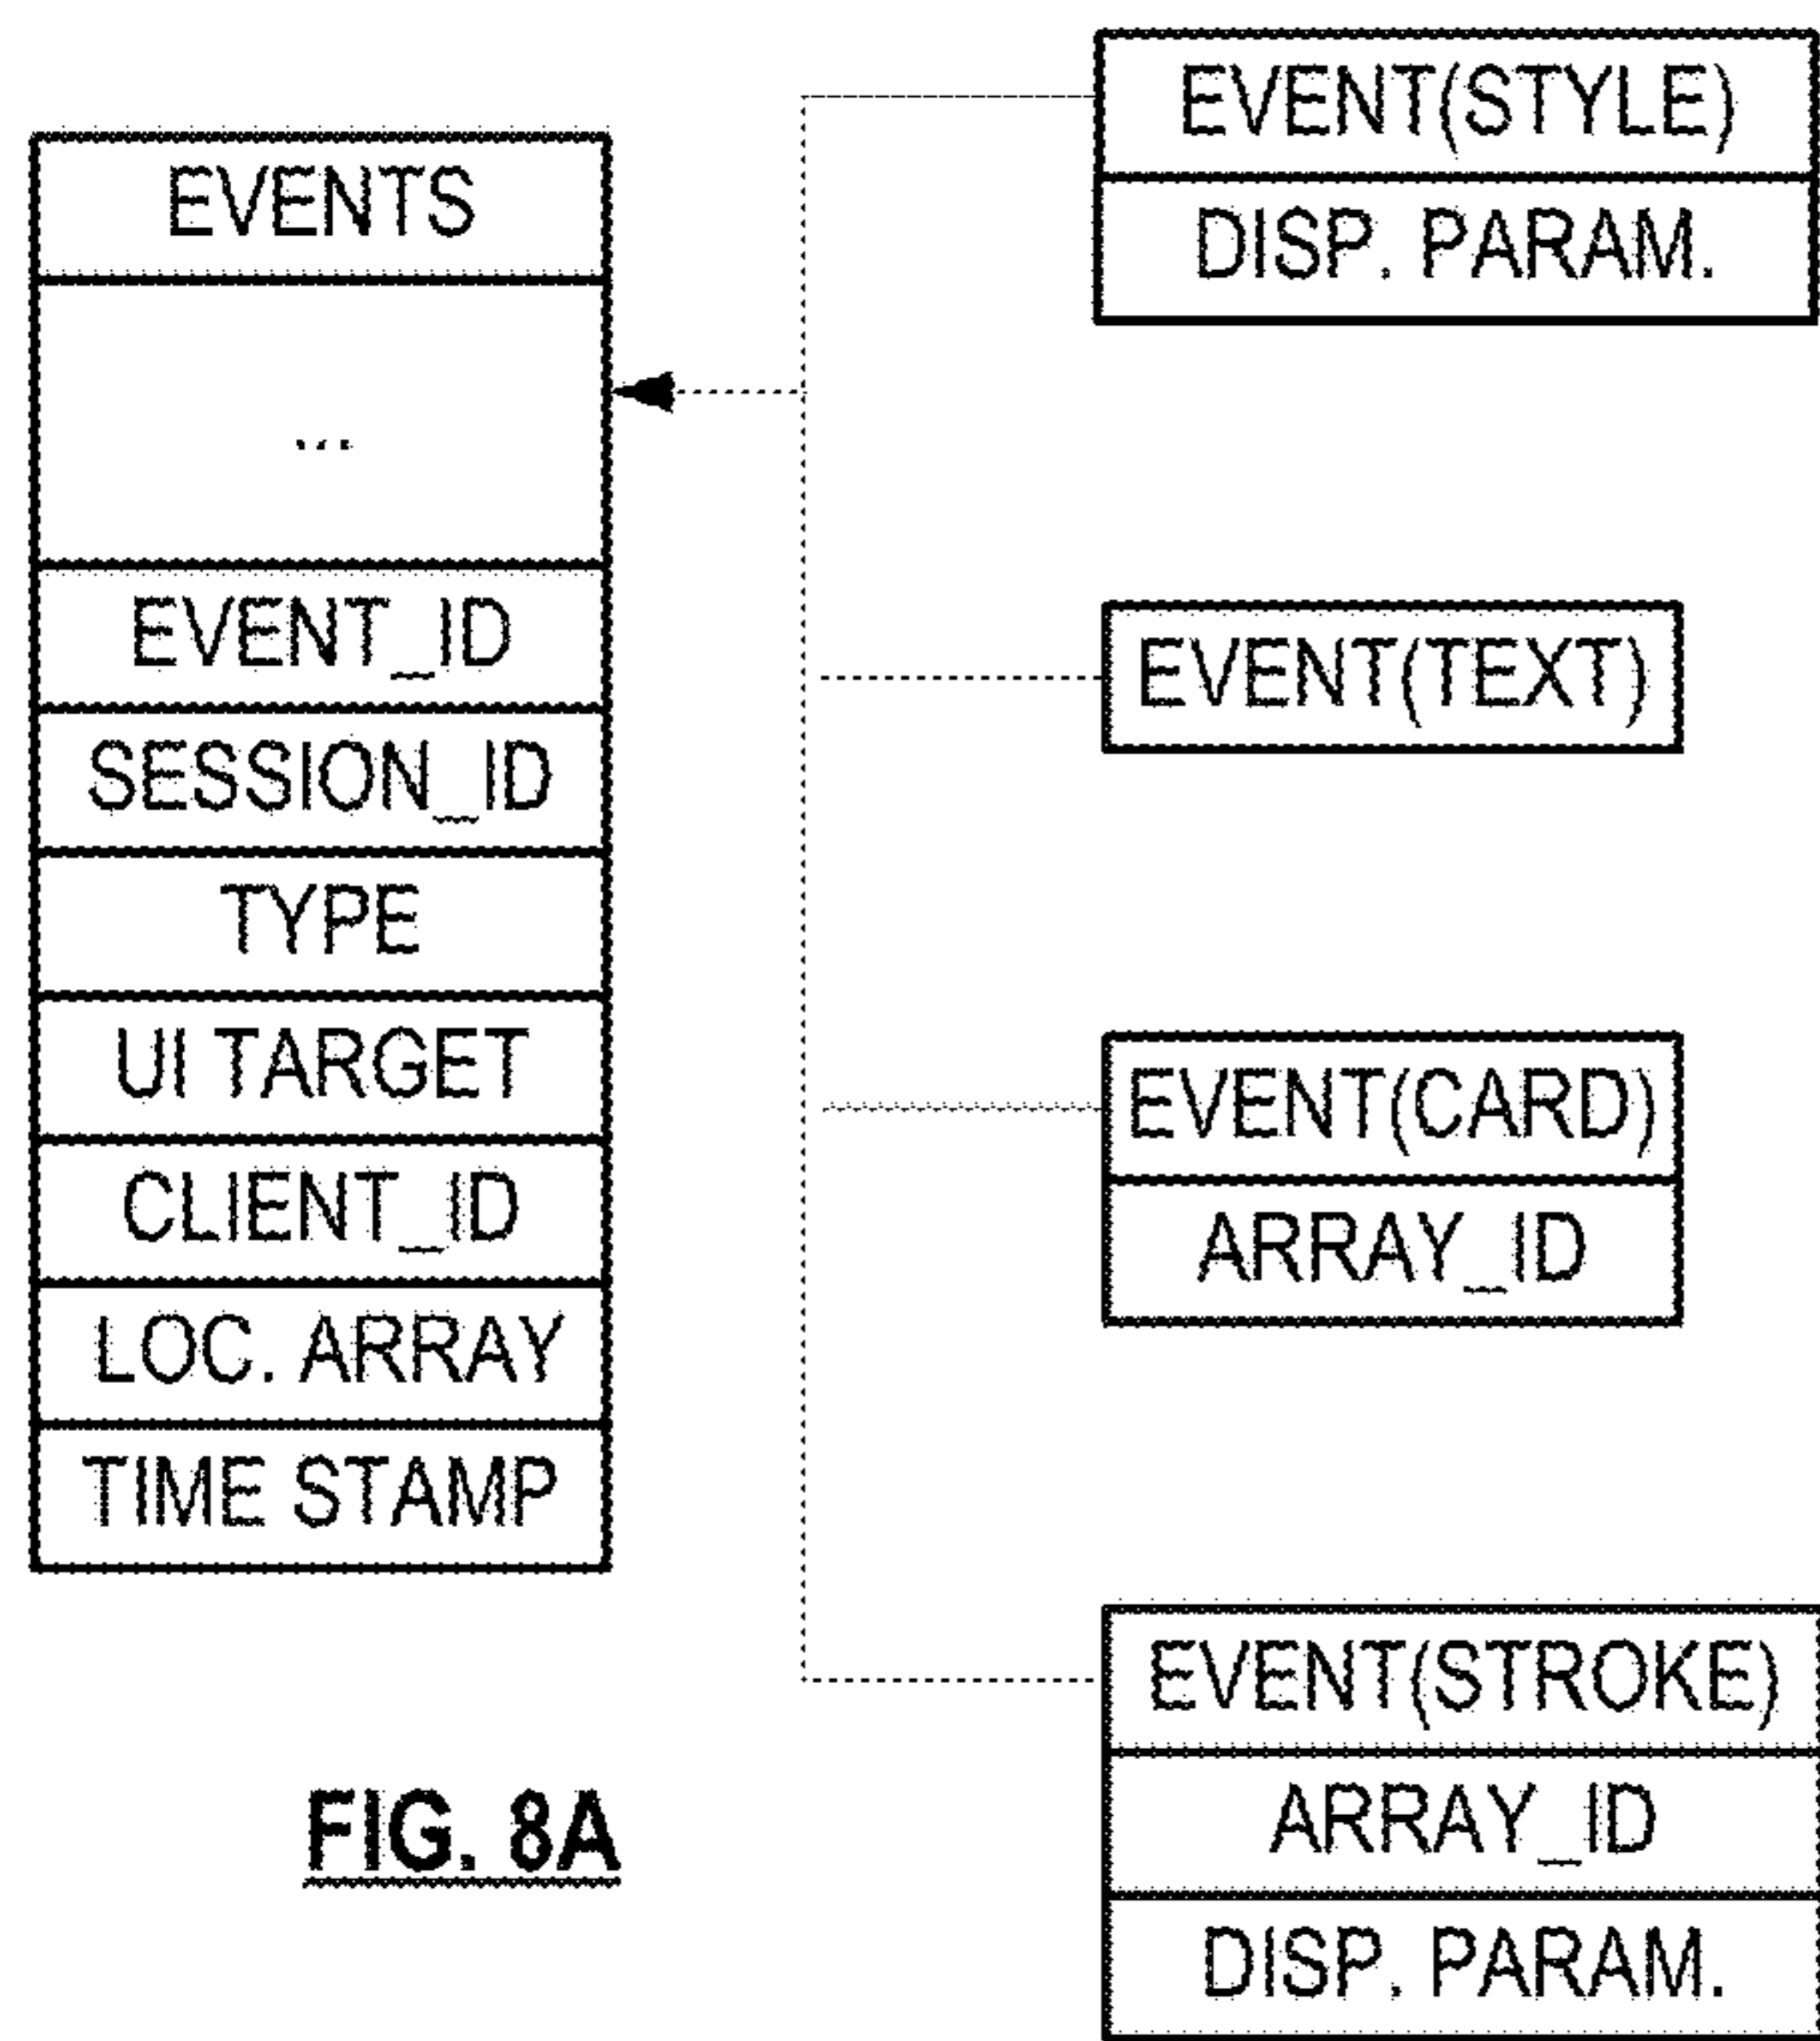 EVENTS
...
EVENT_ID
SESSION_ID
TYPE
UI TARGET
CLIENT_ID
LOC. ARRAY
TIME STAMP
EVENT(STYLE)
DISP. PARAM.
EVENT(TEXT)
EVENT(CARD)
ARRAY_ID
EVENT(STROKE)
ARRAY_ID
DISP. PARAM.
FIG. 8A